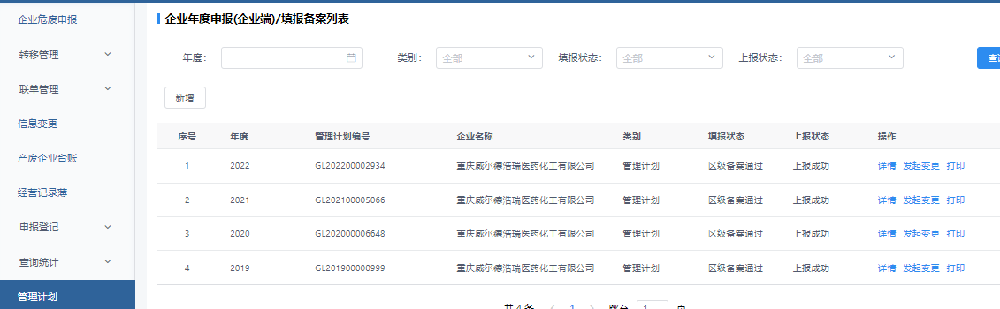 企业危废申报
转移管理
联单管理
信息变更
产废企业台账
经营记录薄
申报登记
查询统计
管理计划
企业年度申报(企业端)/填报备案列表
年度： 类别： 全部 填报状态： 全部 上报状态： 全部
新增
序号 年度 管理计划编号 企业名称 类别 填报状态 上报状态 操作
1 2022 GL202200002934 重庆威尔德浩瑞医药化工有限公司 管理计划 区级备案通过 上报成功 详情 发起变更 打印
2 2021 GL202100005066 重庆威尔德浩瑞医药化工有限公司 管理计划 区级备案通过 上报成功 详情 发起变更 打印
3 2020 GL202000006648 重庆威尔德浩瑞医药化工有限公司 管理计划 区级备案通过 上报成功 详情 发起变更 打印
4 2019 GL201900000999 重庆威尔德浩瑞医药化工有限公司 管理计划 区级备案通过 上报成功 详情 发起变更 打印
共 4 条 1 跳至 1 页